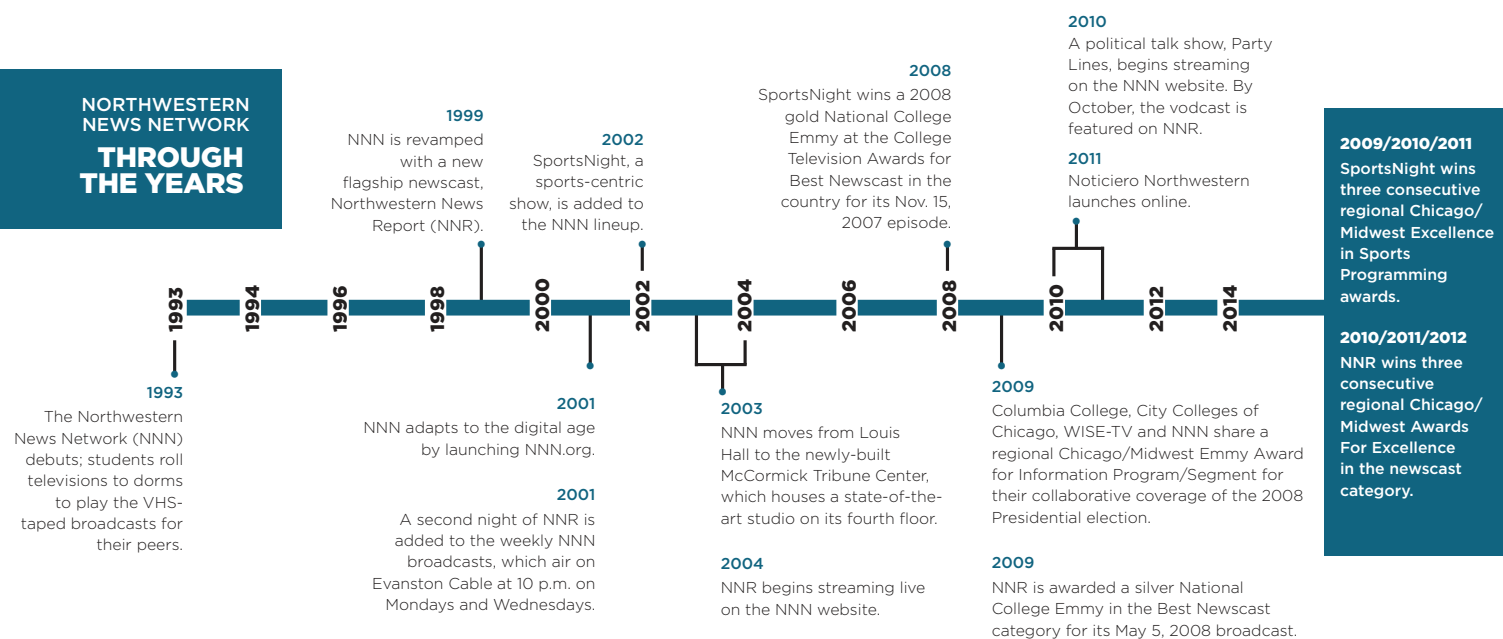 NORTHWESTERN
NEWS NETWORK
THROUGH
THE YEARS
1999
NNN is revamped
with a new
flagship newscast,
Northwestern News
Report (NNR).
2002
SportsNight, a
sports-centric
show, is added to
the NNN lineup.
2008
SportsNight wins a 2008
gold National College
Emmy at the College
Television Awards for
Best Newscast in the
country for its Nov. 15,
2007 episode.
2010
A political talk show, Party
Lines, begins streaming
on the NNN website. By
October, the vodcast is
featured on NNR.
2011
Noticiero Northwestern
launches online.
1993
1994
1996
1998
2000
2002
2004
2006
2008
2010
2012
2014
1993
The Northwestern
News Network (NNN)
debuts; students roll
televisions to dorms
to play the VHS-
taped broadcasts for
their peers.
2001
NNN adapts to the digital age
by launching NNN.org.
2001
A second night of NNR is
added to the weekly NNN
broadcasts, which air on
Evanston Cable at 10 p.m. on
Mondays and Wednesdays.
2003
NNN moves from Louis
Hall to the newly-built
McCormick Tribune Center,
which houses a state-of-the-
art studio on its fourth floor.
2004
NNR begins streaming live
on the NNN website.
2009
Columbia College, City Colleges of
Chicago, WISE-TV and NNN share a
regional Chicago/Midwest Emmy Award
for Information Program/Segment for
their collaborative coverage of the 2008
Presidential election.
2009
NNR is awarded a silver National
College Emmy in the Best Newscast
category for its May 5, 2008 broadcast.
2009/2010/2011
SportsNight wins
three consecutive
regional Chicago/
Midwest Excellence
in Sports
Programming
awards.
2010/2011/2012
NNR wins three
consecutive
regional Chicago/
Midwest Awards
For Excellence
in the newscast
category.